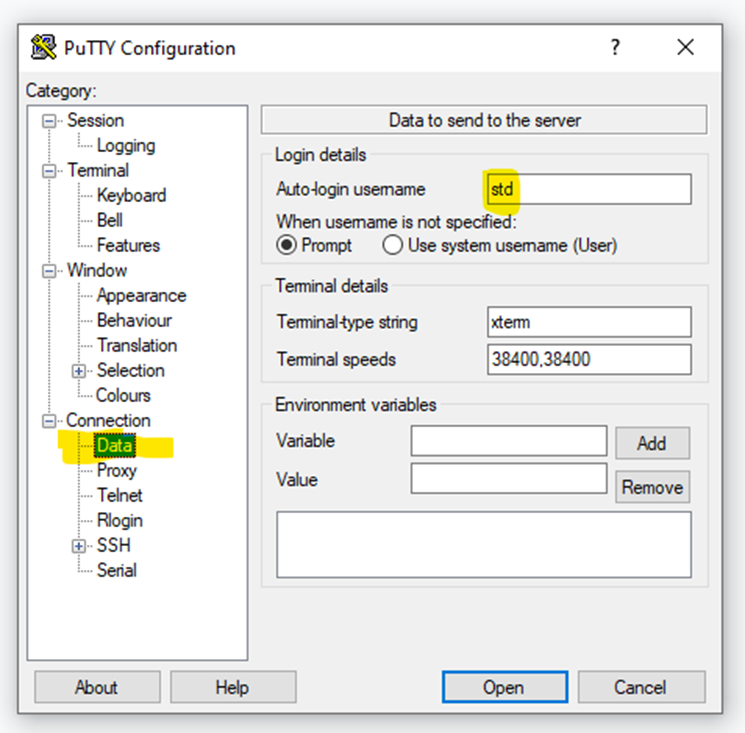 PuTTY Configuration
?
Category:
Session
Logging
Terminal
Keyboard
Bell
Features
Window
Appearance
Behaviour
Translation
Selection
Colours
Connection
Data
Proxy
Telnet
Rlogin
SSH
Serial
Data to send to the server
Login details
Auto-login username std
When username is not specified:
Prompt Use system username (User)
Terminal details
Terminal-type string xterm
Terminal speeds 38400,38400
Environment variables
Variable Add
Value Remove
About Help Open Cancel